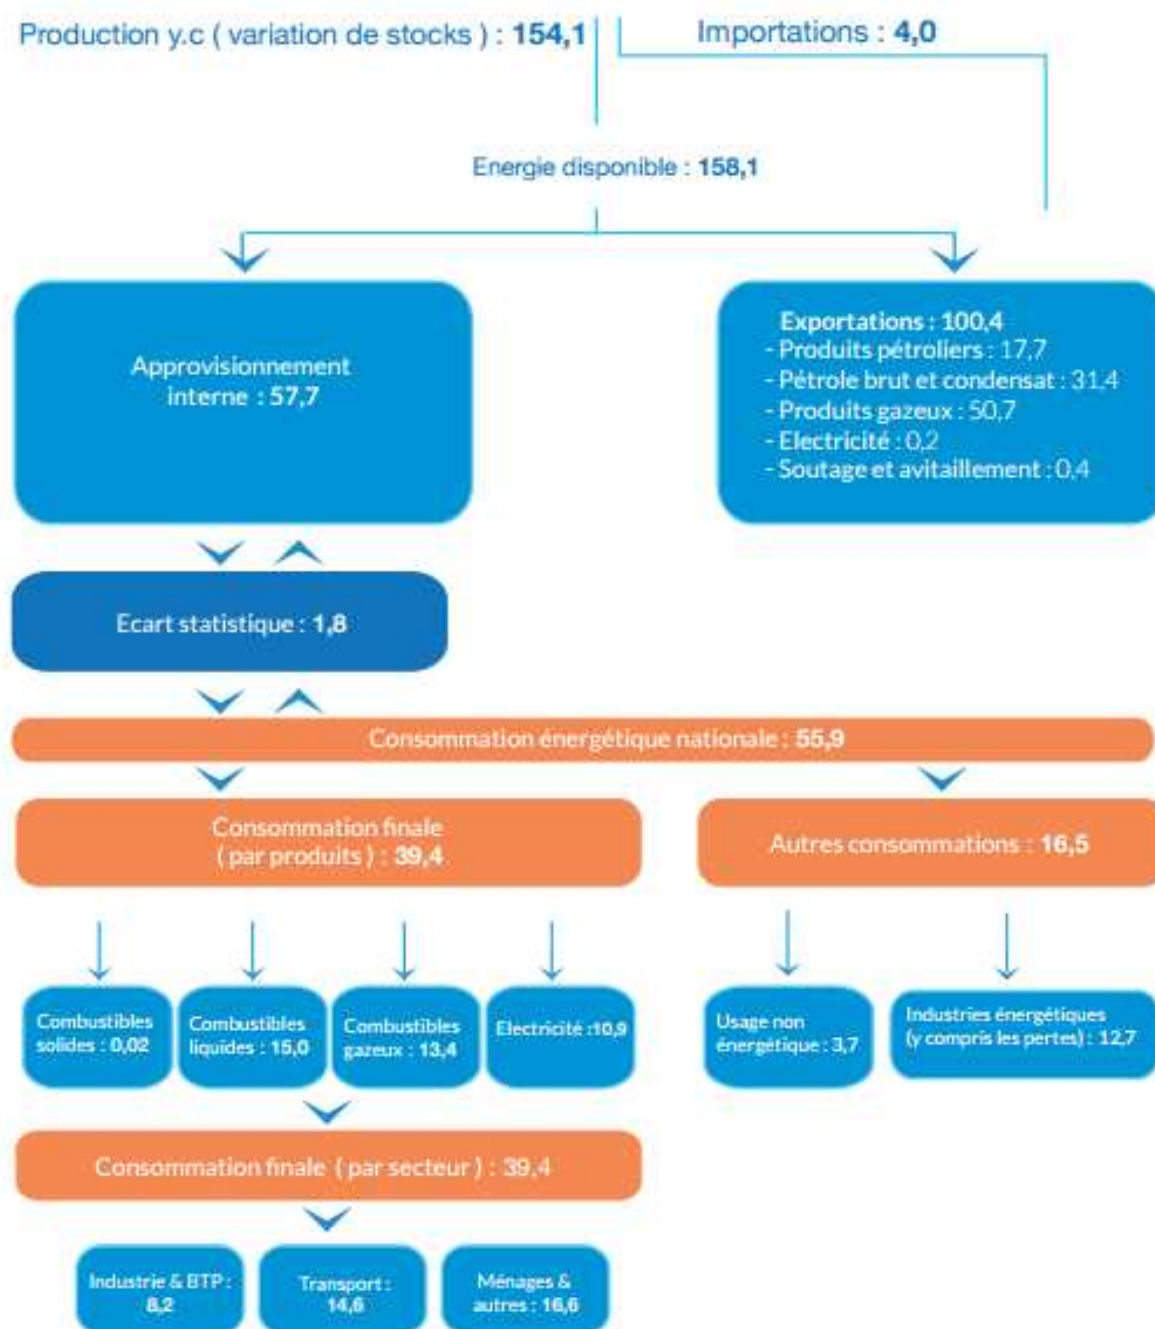 Production y.c ( variation de stocks ) : 154,1
Importations : 4,0
Energie disponible : 158,1
Approvisionnement
interne : 57,7
Exportations : 100,4
- Produits pétroliers : 17,7
- Pétrole brut et condensat : 31,4
- Produits gazeux : 50,7
- Electricité : 0,2
- Soutage et avitaillement : 0,4
Ecart statistique : 1,8
Consommation énergétique nationale : 55,9
Consommation finale
( par produits ) : 39,4
Autres consommations : 16,5
Combustibles
solides : 0,02
Combustibles
liquides : 15,0
Combustibles
gazeux : 13,4
Electricité :10,9
Usage non
énergétique : 3,7
Industries énergétiques
(y compris les pertes) : 12,7
Consommation finale ( par secteur ) : 39,4
Industrie & BTP :
8,2
Transport :
14,6
Ménages &
autres : 16,6